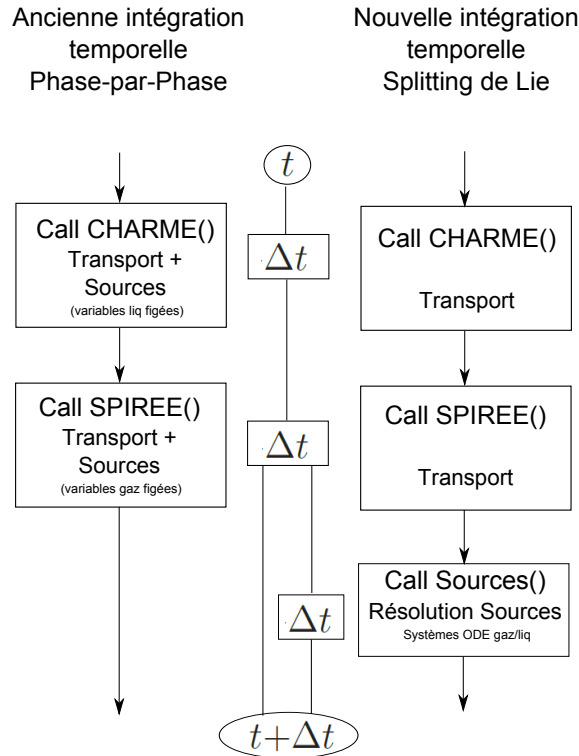 Ancienne intégration
temporelle
Phase-par-Phase
Nouvelle intégration
temporelle
Splitting de Lie
t
Call CHARME()
Transport +
Sources
(variables liq figées)
Δt
Call CHARME()
Transport
Call SPIREE()
Transport +
Sources
(variables gaz figées)
Δt
Call SPIREE()
Transport
Δt
Call Sources()
Résolution Sources
Systèmes ODE gaz/liq
t+Δt